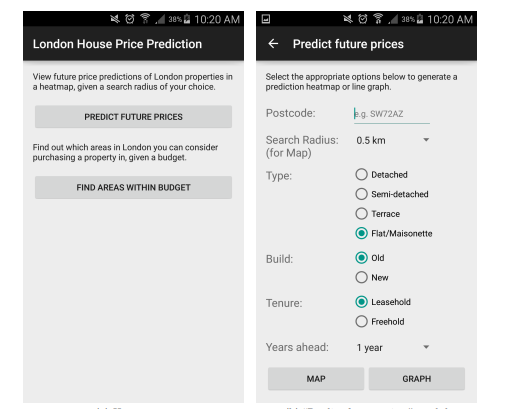 38% 10:20 AM
London House Price Prediction
View future price predictions of London properties in
a heatmap, given a search radius of your choice.
PREDICT FUTURE PRICES
Find out which areas in London you can consider
purchasing a property in, given a budget.
FIND AREAS WITHIN BUDGET
38% 10:20 AM
Predict future prices
Select the appropriate options below to generate a
prediction heatmap or line graph.
Postcode: e.g. SW72AZ
Search Radius: 0.5 km
(for Map)
Type: Detached
Semi-detached
Terrace
Flat/Maisonette
Build: Old
New
Tenure: Leasehold
Freehold
Years ahead: 1 year
MAP GRAPH